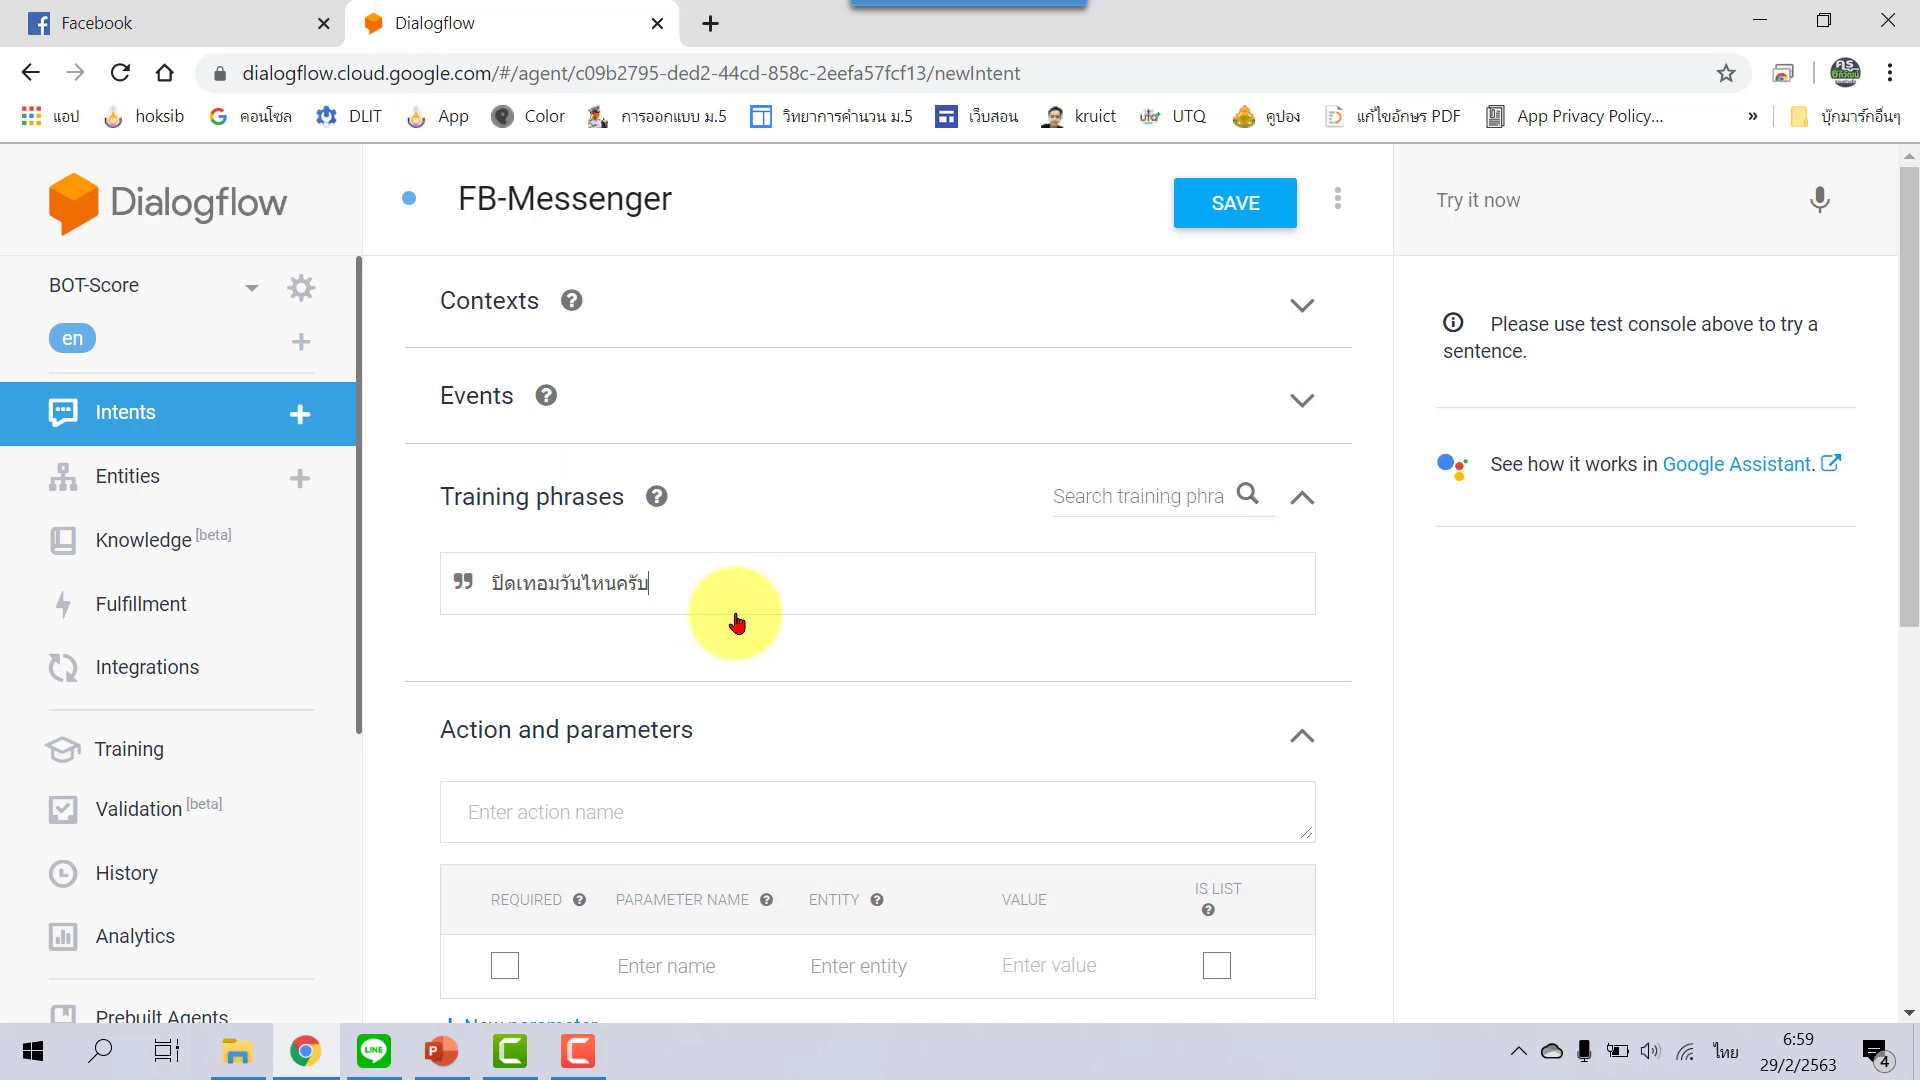 Facebook
Dialogflow
dialogflow.cloud.google.com/#/agent/c09b2795-ded2-44cd-858c-2eefa57fcf13/newIntent
แอป hoksib คอนโซล DLIT App Color การออกแบบ ม.5 วิทยาการคำนวน ม.5 เว็บสอน kruict UTQ คูปอง แก้ไขอักษร PDF App Privacy Policy... » บุ๊กมาร์กอื่นๆ
Dialogflow
FB-Messenger
SAVE
Try it now
BOT-Score
en
Intents
Entities
Knowledge [beta]
Fulfillment
Integrations
Training
Validation [beta]
History
Analytics
Prebuilt Agents
Contexts
Events
Training phrases
Search training phra
ปิดเทอมวันไหนครับ
Action and parameters
Enter action name
REQUIRED PARAMETER NAME ENTITY VALUE IS LIST
Enter name Enter entity Enter value
+ New parameter
Please use test console above to try a
sentence.
See how it works in Google Assistant.
ไทย
6:59
29/2/2563
4